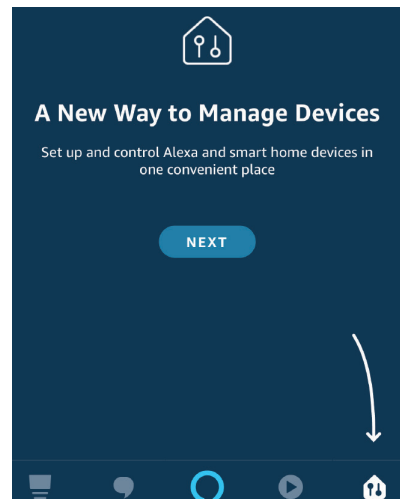 A New Way to Manage Devices
Set up and control Alexa and smart home devices in
one convenient place
NEXT